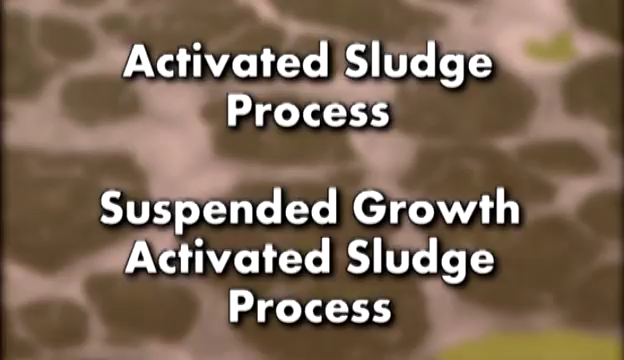 Activated Sludge
Process
Suspended Growth
Activated Sludge
Process